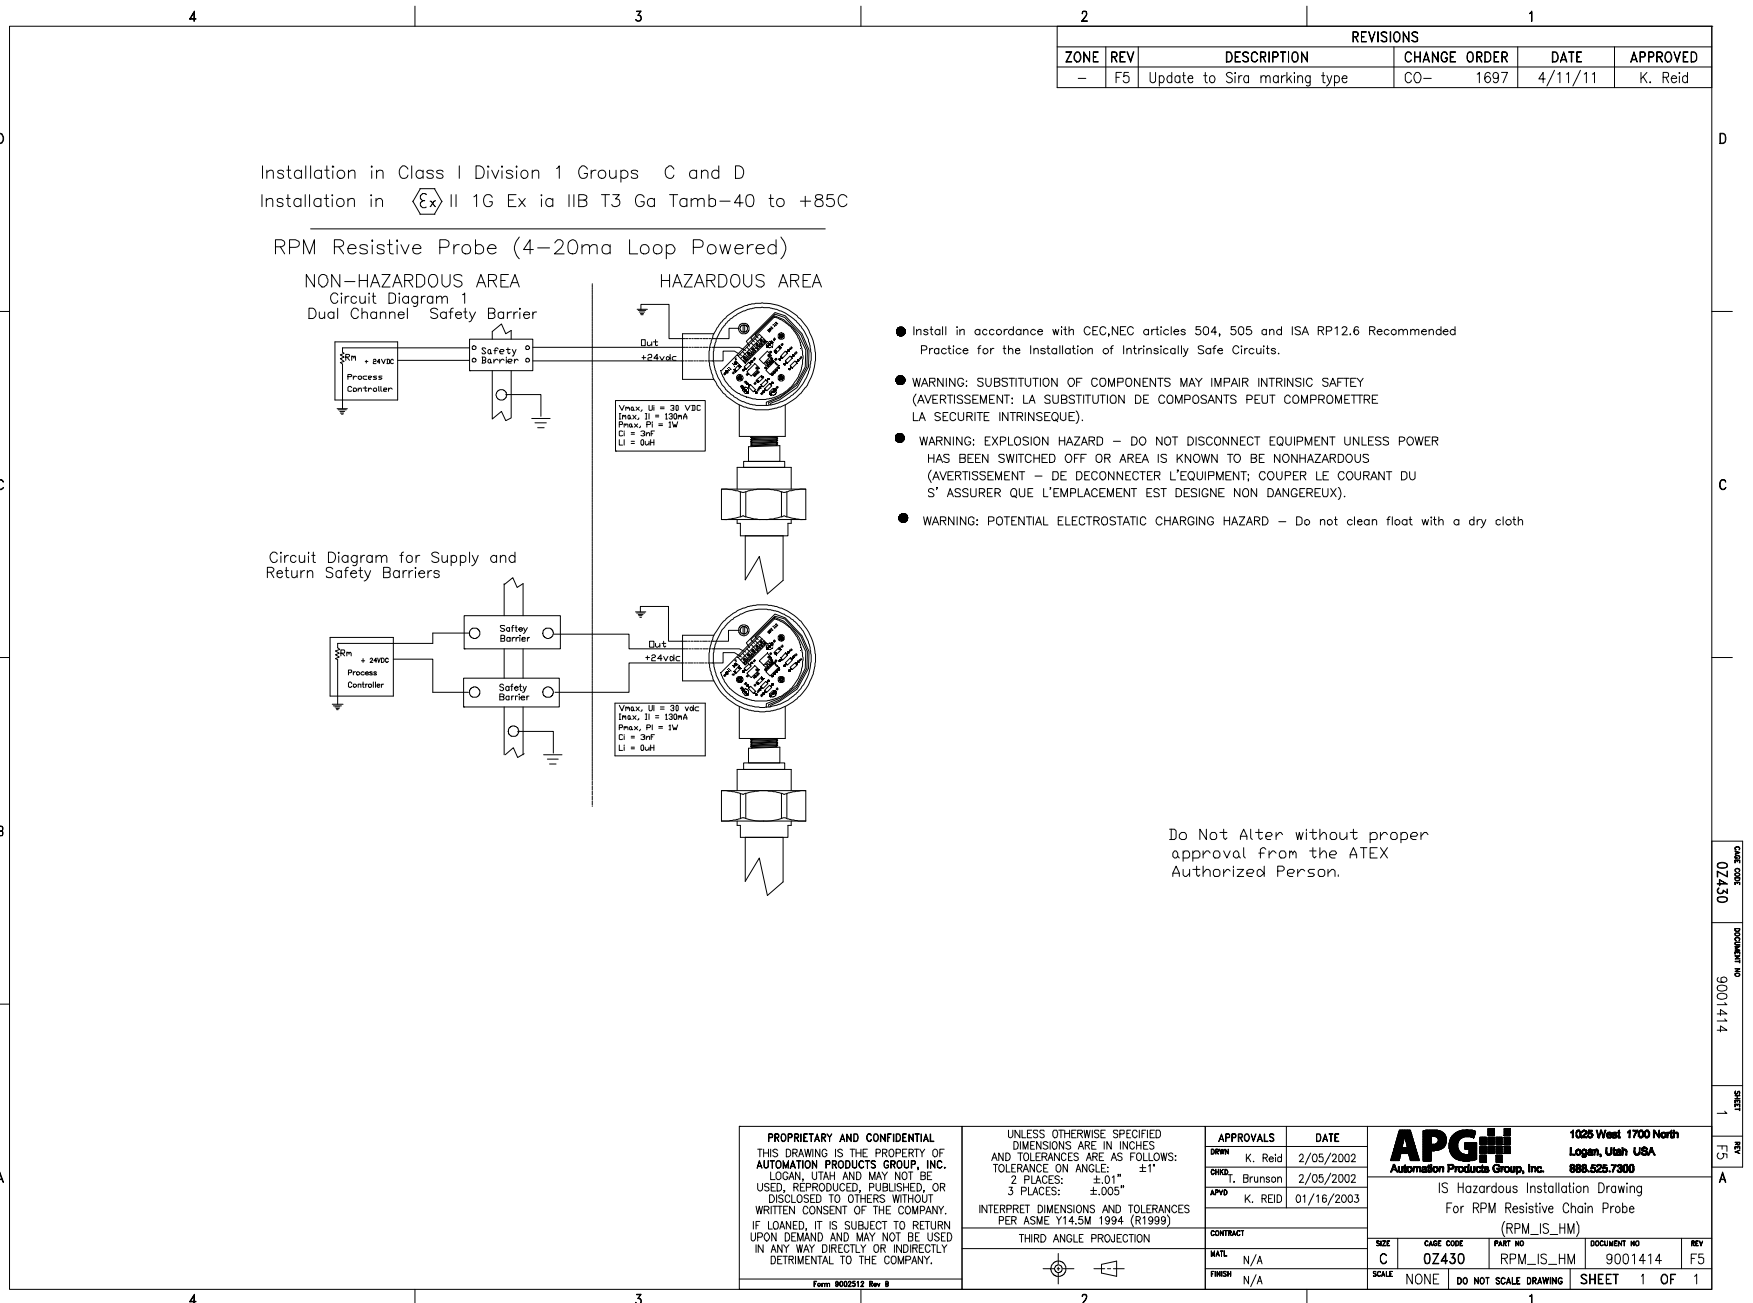 4 3 2 1
REVISIONS
ZONE REV DESCRIPTION CHANGE ORDER DATE APPROVED
– F5 Update to Sira marking type CO– 1697 4/11/11 K. Reid
D
Installation in Class I Division 1 Groups C and D
Installation in Ex II 1G Ex ia IIB T3 Ga Tamb–40 to +85C
RPM Resistive Probe (4–20ma Loop Powered)
NON–HAZARDOUS AREA HAZARDOUS AREA
Circuit Diagram 1
Dual Channel Safety Barrier
Rm
+ 24VDC
Process
Controller
Safety
Barrier
Out
+24vdc
Vmax, Ui = 30 VDC
Imax, Ii = 130mA
Pmax, Pi = 1W
Ci = 3nF
Li = 0uH
● Install in accordance with CEC,NEC articles 504, 505 and ISA RP12.6 Recommended
Practice for the Installation of Intrinsically Safe Circuits.
● WARNING: SUBSTITUTION OF COMPONENTS MAY IMPAIR INTRINSIC SAFTEY
(AVERTISSEMENT: LA SUBSTITUTION DE COMPOSANTS PEUT COMPROMETTRE
LA SECURITE INTRINSEQUE).
● WARNING: EXPLOSION HAZARD – DO NOT DISCONNECT EQUIPMENT UNLESS POWER
HAS BEEN SWITCHED OFF OR AREA IS KNOWN TO BE NONHAZARDOUS
(AVERTISSEMENT – DE DECONNECTER L'EQUIPMENT; COUPER LE COURANT DU
S' ASSURER QUE L'EMPLACEMENT EST DESIGNE NON DANGEREUX).
● WARNING: POTENTIAL ELECTROSTATIC CHARGING HAZARD – Do not clean float with a dry cloth
C
Circuit Diagram for Supply and
Return Safety Barriers
Rm
+ 24VDC
Process
Controller
Saftey
Barrier
Safety
Barrier
Out
+24vdc
Vmax, Ui = 30 vdc
Imax, Ii = 130mA
Pmax, Pi = 1W
Ci = 3nF
Li = 0uH
B
Do Not Alter without proper
approval from the ATEX
Authorized Person.
CAGE CODE
0Z430
DOCUMENT NO
9001414
SHEET
1
REV
F5
A
PROPRIETARY AND CONFIDENTIAL
THIS DRAWING IS THE PROPERTY OF
AUTOMATION PRODUCTS GROUP, INC.
LOGAN, UTAH AND MAY NOT BE
USED, REPRODUCED, PUBLISHED, OR
DISCLOSED TO OTHERS WITHOUT
WRITTEN CONSENT OF THE COMPANY.
IF LOANED, IT IS SUBJECT TO RETURN
UPON DEMAND AND MAY NOT BE USED
IN ANY WAY DIRECTLY OR INDIRECTLY
DETRIMENTAL TO THE COMPANY.
Form 9002512 Rev B
UNLESS OTHERWISE SPECIFIED
DIMENSIONS ARE IN INCHES
AND TOLERANCES ARE AS FOLLOWS:
TOLERANCE ON ANGLE: ±1°
2 PLACES: ±.01"
3 PLACES: ±.005"
INTERPRET DIMENSIONS AND TOLERANCES
PER ASME Y14.5M 1994 (R1999)
THIRD ANGLE PROJECTION
APPROVALS DATE
DRWN K. Reid 2/05/2002
CHKD T. Brunson 2/05/2002
APVD K. REID 01/16/2003
CONTRACT
MATL N/A
FINISH N/A
APG
Automation Products Group, Inc.
1025 West 1700 North
Logan, Utah USA
888.525.7300
IS Hazardous Installation Drawing
For RPM Resistive Chain Probe
(RPM_IS_HM)
SIZE CAGE CODE PART NO DOCUMENT NO REV
C 0Z430 RPM_IS_HM 9001414 F5
SCALE NONE DO NOT SCALE DRAWING SHEET 1 OF 1
4 3 2 1